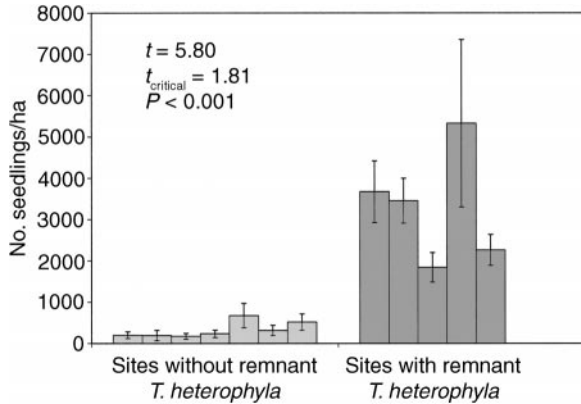 8000
7000
6000
5000
4000
3000
2000
1000
0
No. seedlings/ha
t = 5.80
tcritical = 1.81
P < 0.001
Sites without remnant
T. heterophyla
Sites with remnant
T. heterophyla